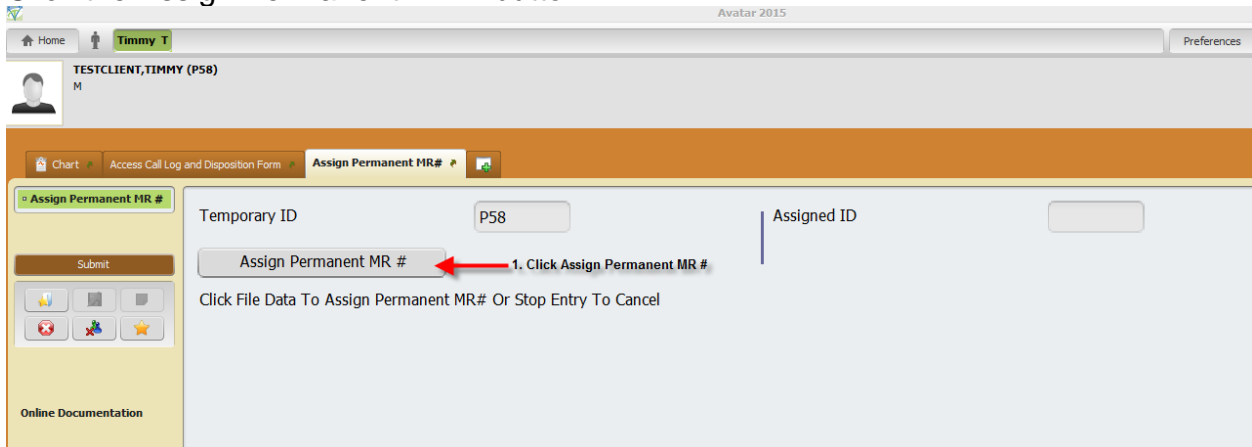 Avatar 2015
Home Timmy T Preferences
TESTCLIENT,TIMMY (P58)
M
Chart Access Call Log and Disposition Form Assign Permanent MR#
Assign Permanent MR #
Temporary ID P58 Assigned ID
Submit
Assign Permanent MR # 1. Click Assign Permanent MR #
Click File Data To Assign Permanent MR# Or Stop Entry To Cancel
Online Documentation